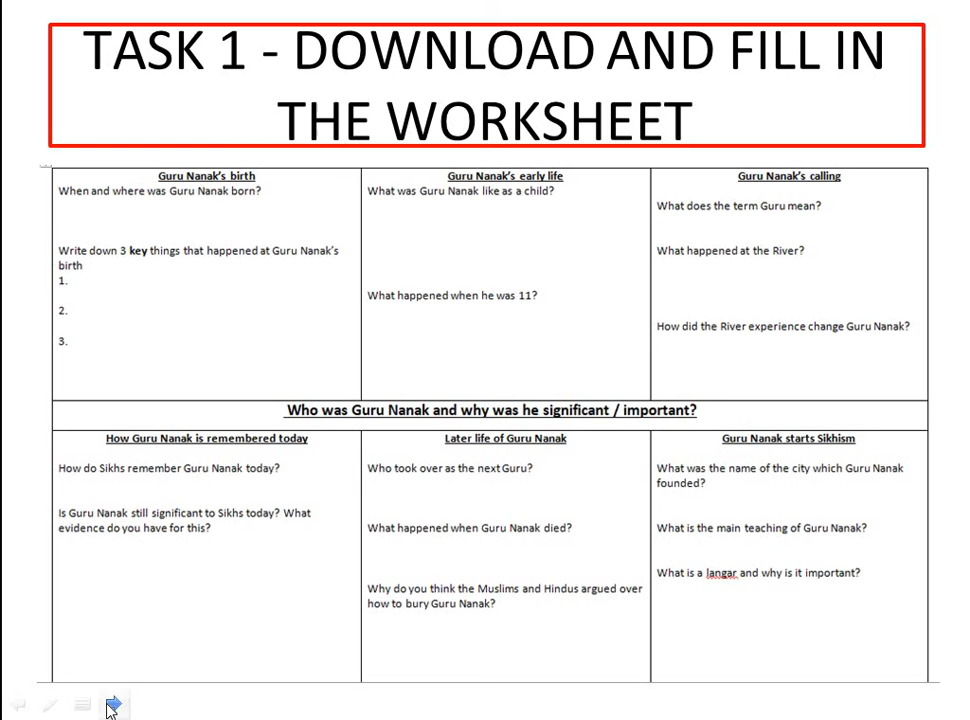 TASK 1 - DOWNLOAD AND FILL IN
THE WORKSHEET
Guru Nanak's birth
When and where was Guru Nanak born?
Write down 3 key things that happened at Guru Nanak's
birth
1.
2.
3.
Guru Nanak's early life
What was Guru Nanak like as a child?
What happened when he was 11?
Guru Nanak's calling
What does the term Guru mean?
What happened at the River?
How did the River experience change Guru Nanak?
Who was Guru Nanak and why was he significant / important?
How Guru Nanak is remembered today
How do Sikhs remember Guru Nanak today?
Is Guru Nanak still significant to Sikhs today? What
evidence do you have for this?
Later life of Guru Nanak
Who took over as the next Guru?
What happened when Guru Nanak died?
Why do you think the Muslims and Hindus argued over
how to bury Guru Nanak?
Guru Nanak starts Sikhism
What was the name of the city which Guru Nanak
founded?
What is the main teaching of Guru Nanak?
What is a langar and why is it important?